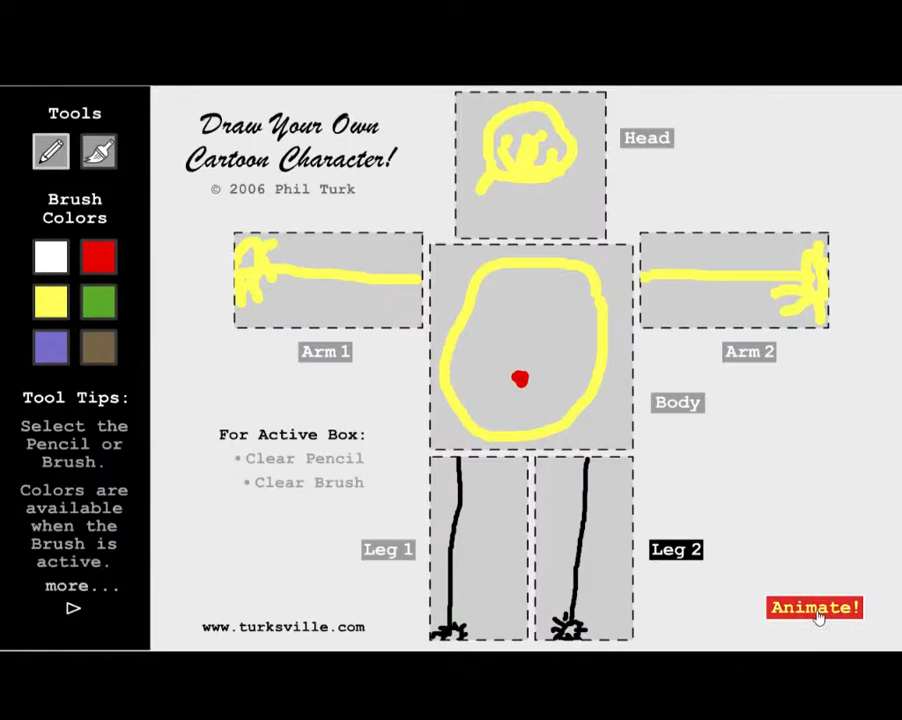 Tools
Brush
Colors
Tool Tips:
Select the
Pencil or
Brush.
Colors are
available
when the
Brush is
active.
more...
Draw Your Own
Cartoon Character!
© 2006 Phil Turk
Head
Arm 1
Arm 2
Body
For Active Box:
•Clear Pencil
•Clear Brush
Leg 1
Leg 2
Animate!
www.turksville.com